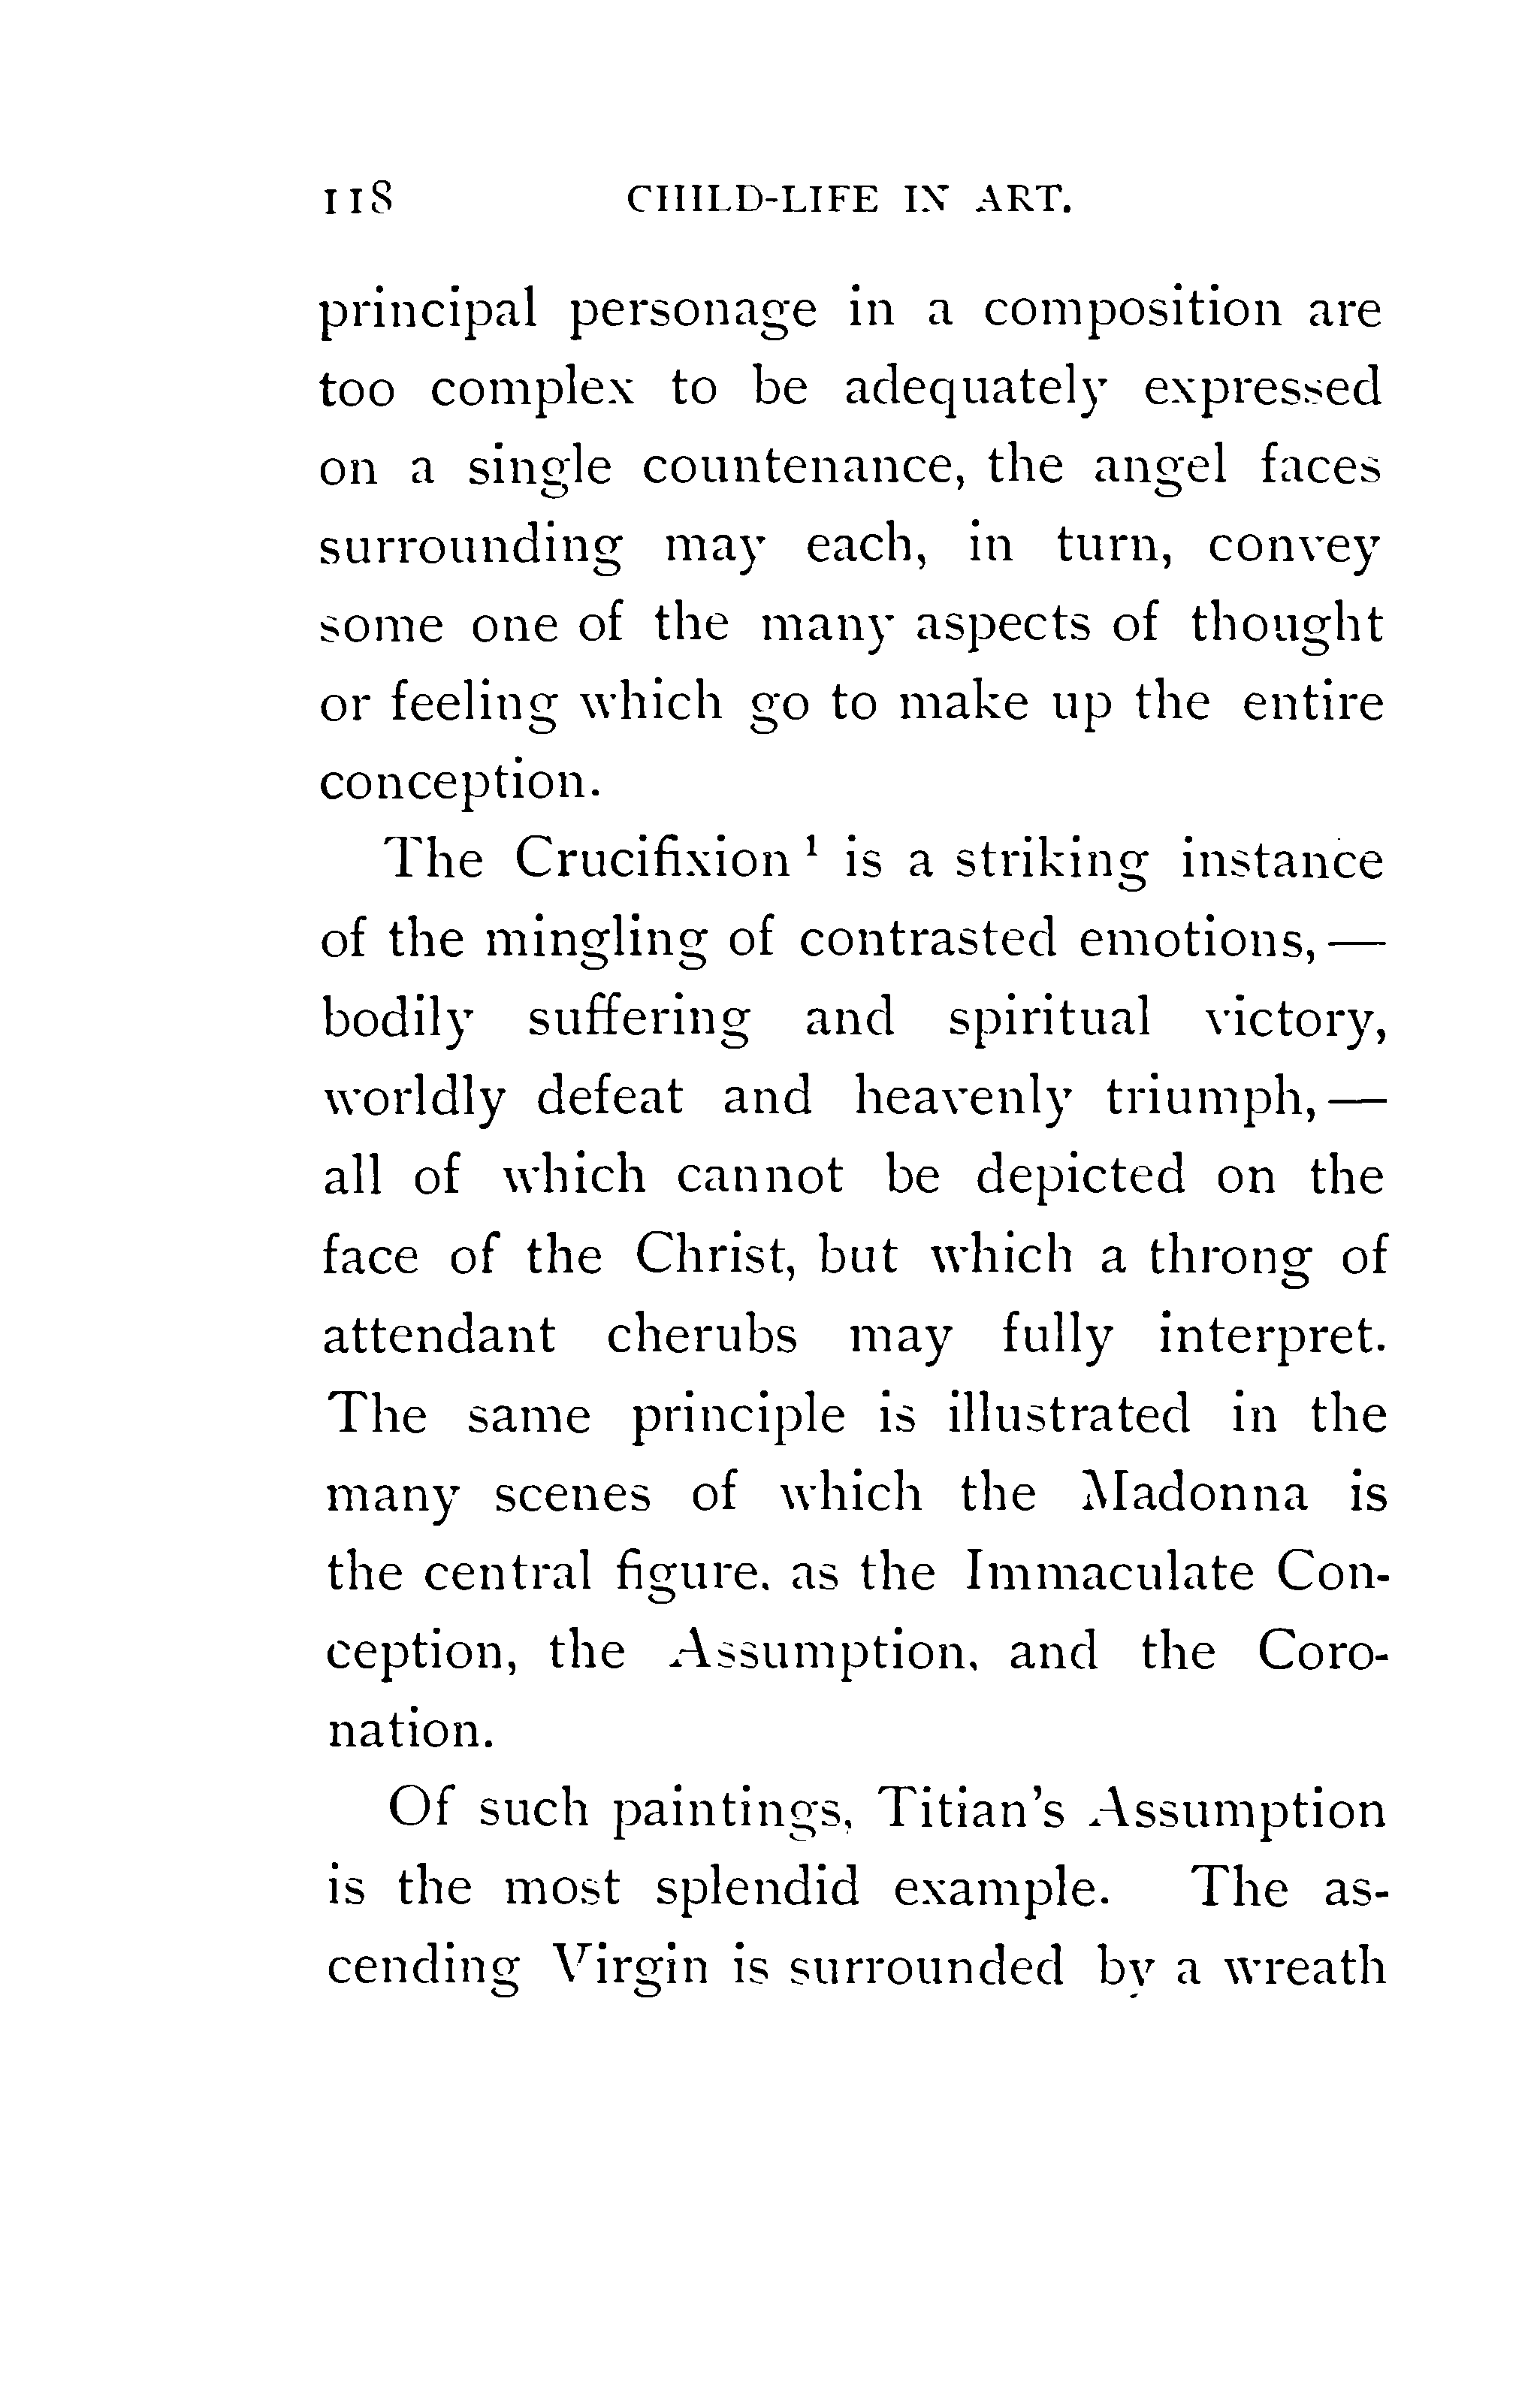 118 CHILD-LIFE IN ART.
principal personage in a composition are
too complex to be adequately expressed
on a single countenance, the angel faces
surrounding may each, in turn, convey
some one of the many aspects of thought
or feeling which go to make up the entire
conception.
The Crucifixion ¹ is a striking instance
of the mingling of contrasted emotions, —
bodily suffering and spiritual victory,
worldly defeat and heavenly triumph, —
all of which cannot be depicted on the
face of the Christ, but which a throng of
attendant cherubs may fully interpret.
The same principle is illustrated in the
many scenes of which the Madonna is
the central figure, as the Immaculate Con-
ception, the Assumption, and the Coro-
nation.
Of such paintings, Titian's Assumption
is the most splendid example. The as-
cending Virgin is surrounded by a wreath